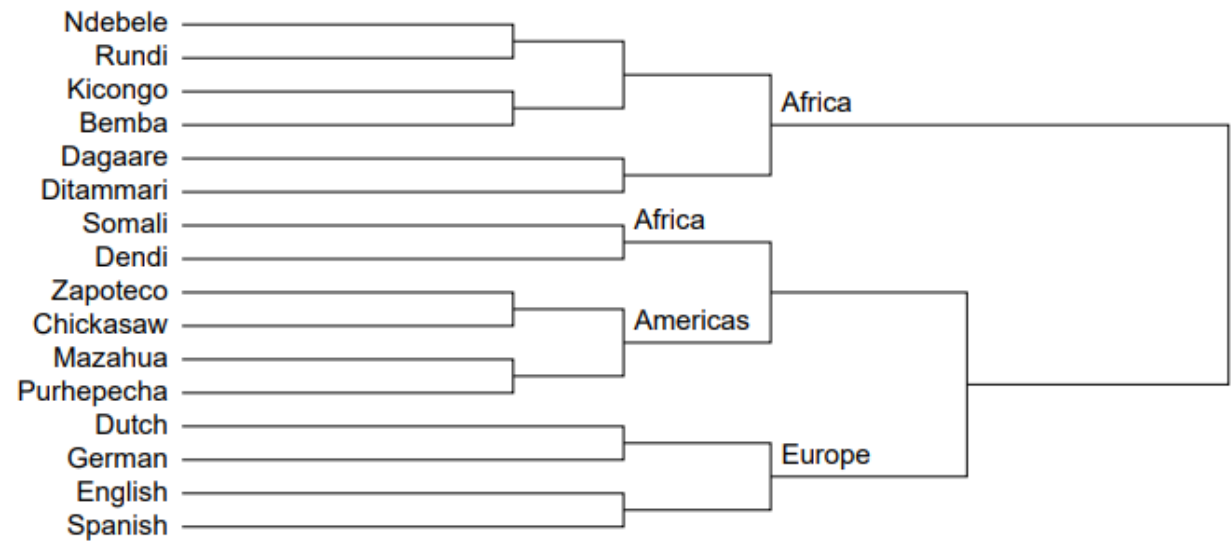 Ndebele
Rundi
Kicongo
Bemba
Africa
Dagaare
Ditammari
Somali
Africa
Dendi
Zapoteco
Chickasaw
Americas
Mazahua
Purhepecha
Dutch
German
Europe
English
Spanish